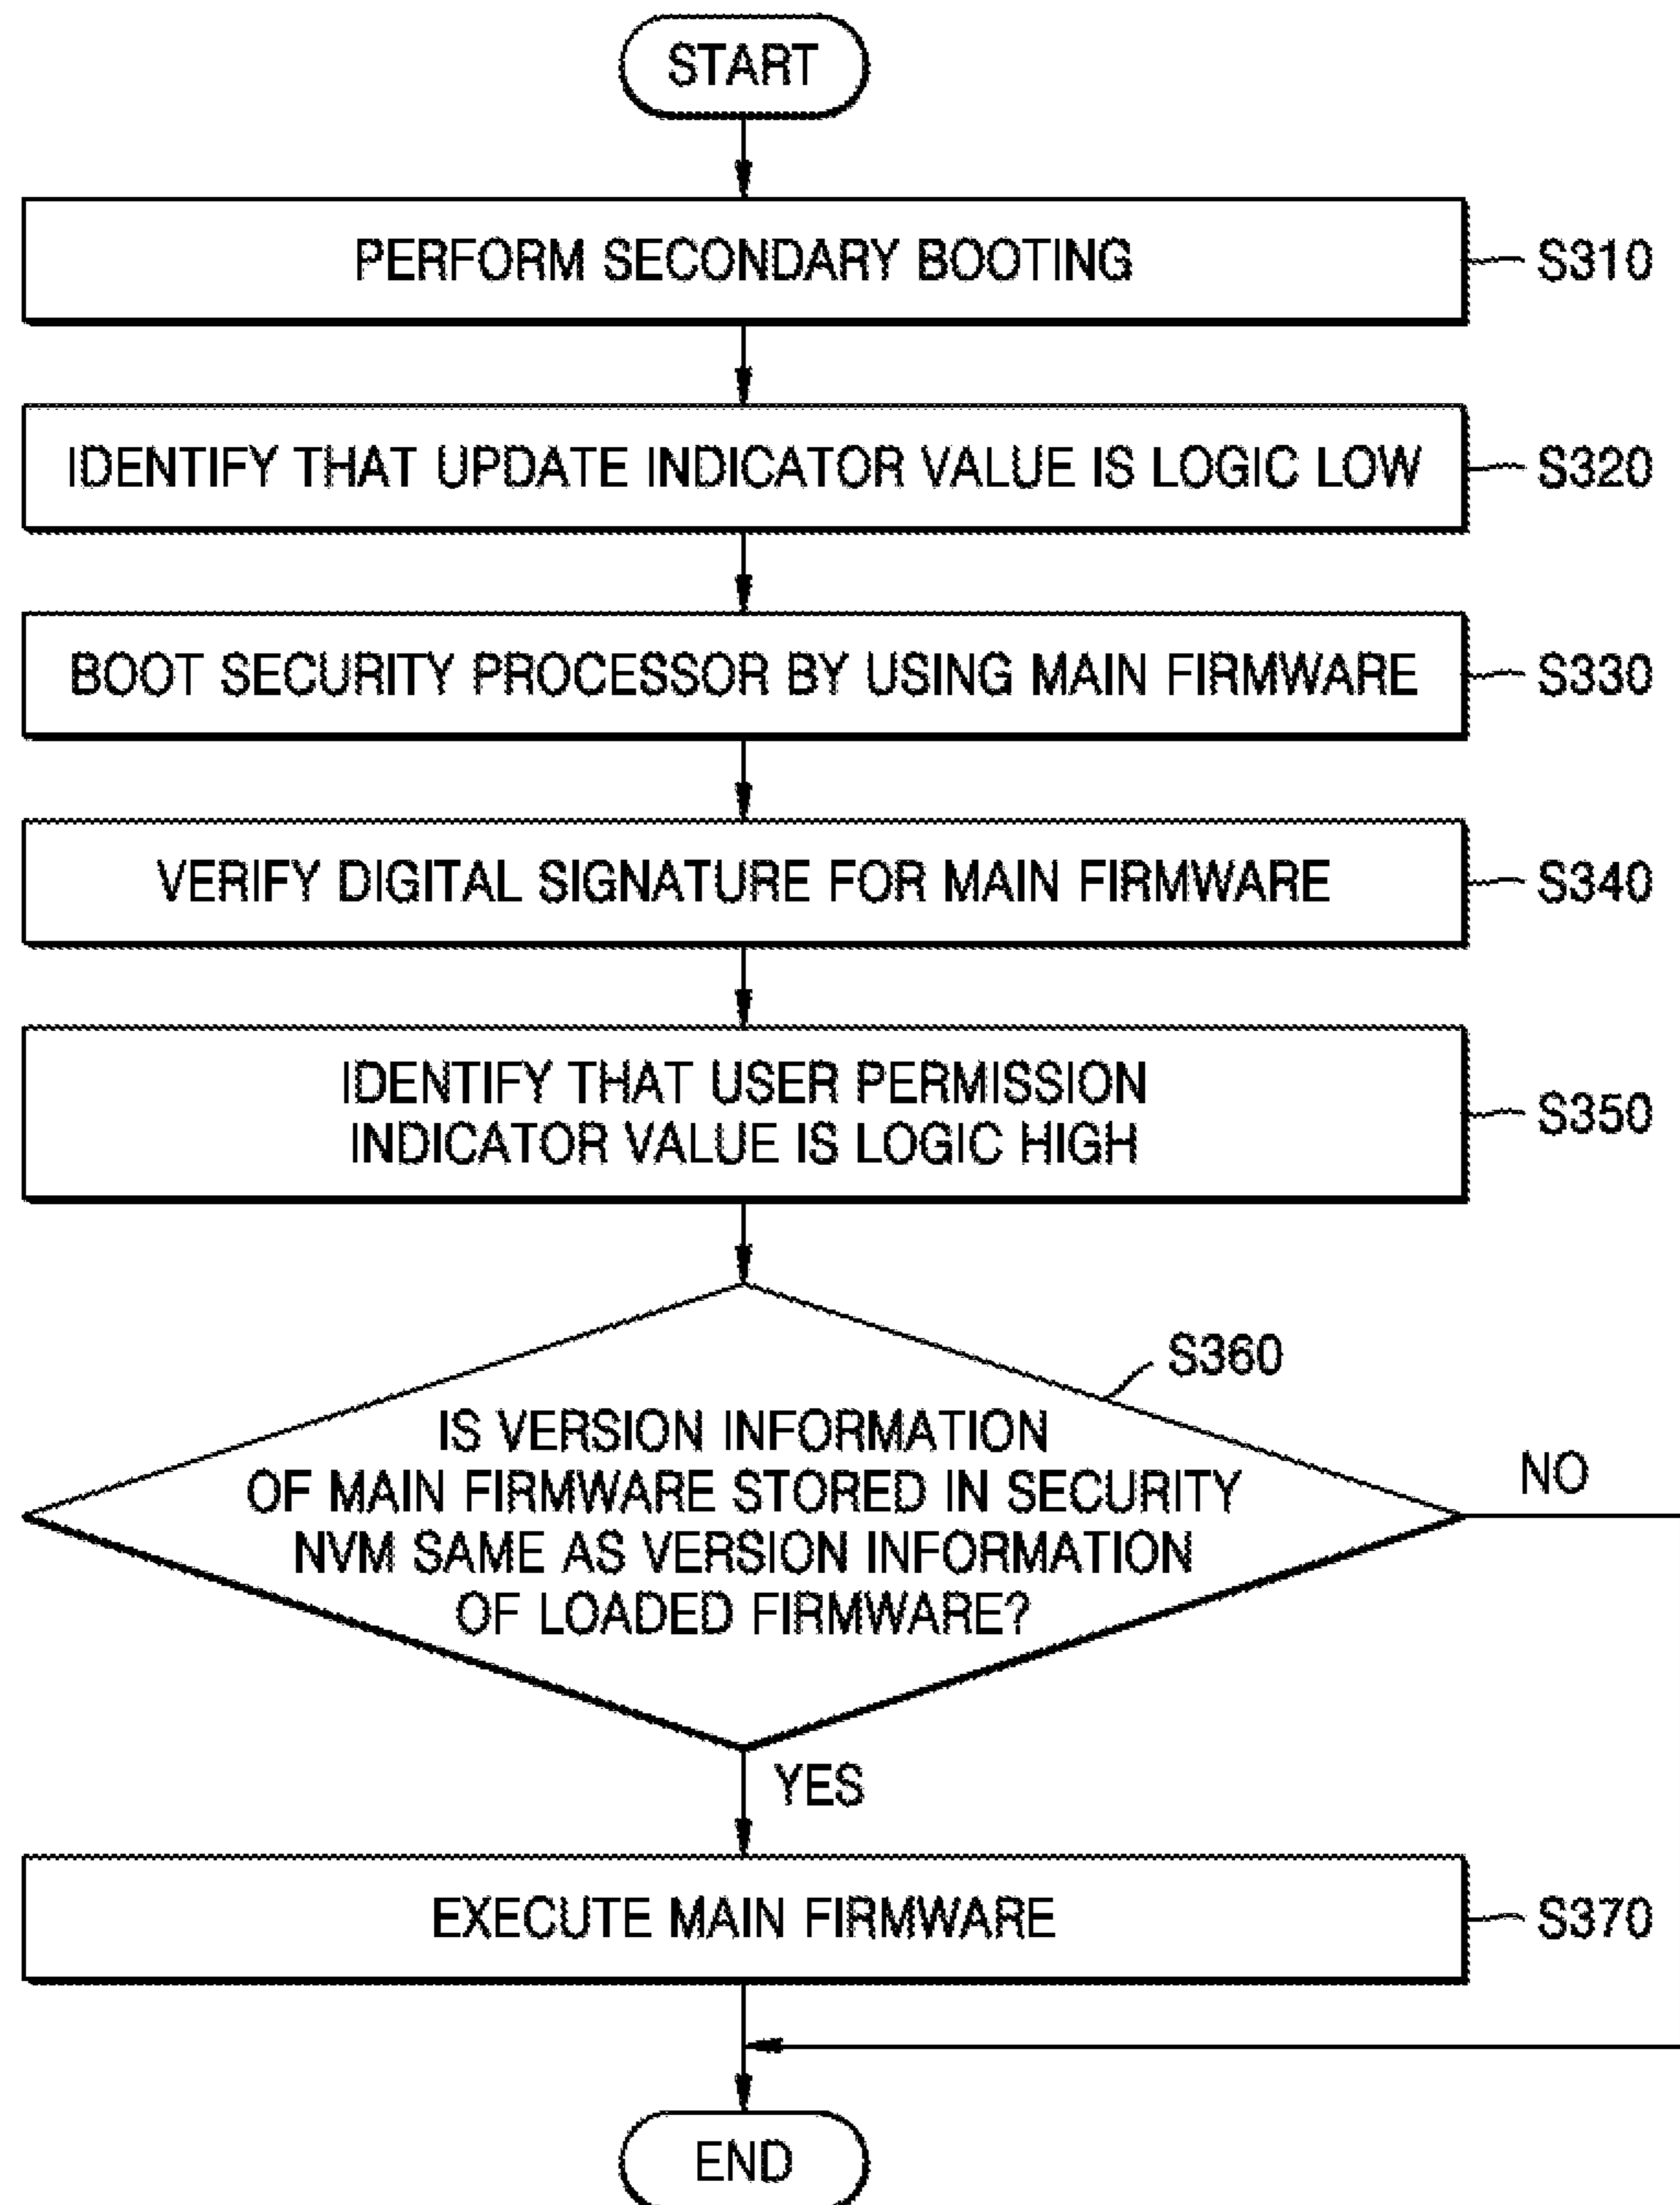 START
PERFORM SECONDARY BOOTING
S310
IDENTIFY THAT UPDATE INDICATOR VALUE IS LOGIC LOW
S320
BOOT SECURITY PROCESSOR BY USING MAIN FIRMWARE
S330
VERIFY DIGITAL SIGNATURE FOR MAIN FIRMWARE
S340
IDENTIFY THAT USER PERMISSION
INDICATOR VALUE IS LOGIC HIGH
S350
S360
IS VERSION INFORMATION
OF MAIN FIRMWARE STORED IN SECURITY
NVM SAME AS VERSION INFORMATION
OF LOADED FIRMWARE?
NO
YES
EXECUTE MAIN FIRMWARE
S370
END